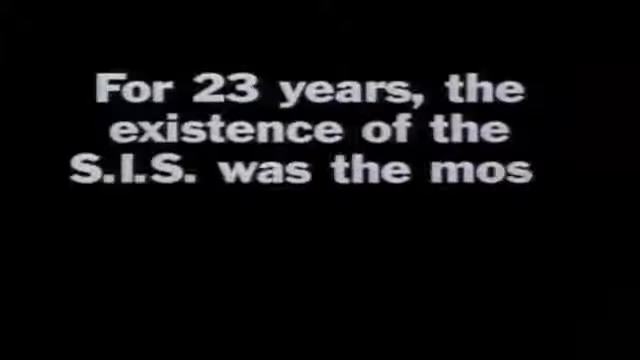 For 23 years, the
existence of the
S.I.S. was the mos